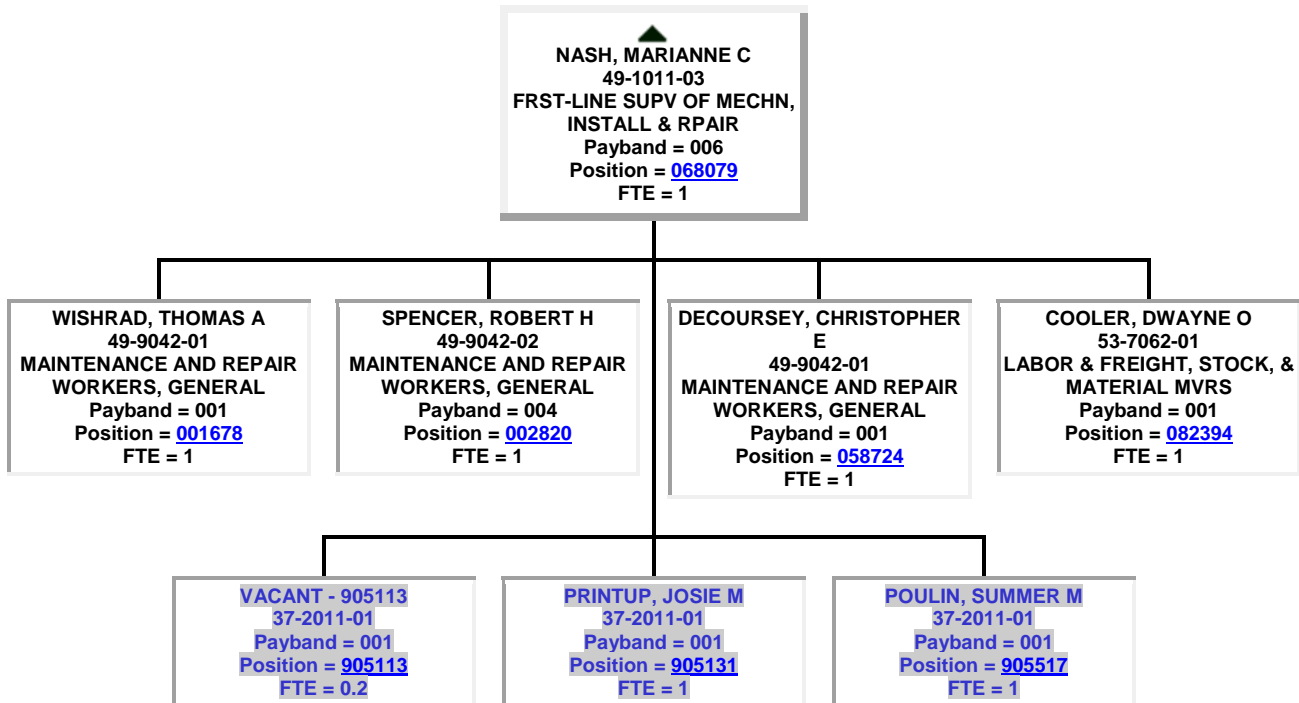 NASH, MARIANNE C
49-1011-03
FRST-LINE SUPV OF MECHN,
INSTALL & RPAIR
Payband = 006
Position = 068079
FTE = 1
WISHRAD, THOMAS A
49-9042-01
MAINTENANCE AND REPAIR
WORKERS, GENERAL
Payband = 001
Position = 001678
FTE = 1
SPENCER, ROBERT H
49-9042-02
MAINTENANCE AND REPAIR
WORKERS, GENERAL
Payband = 004
Position = 002820
FTE = 1
DECOURSEY, CHRISTOPHER
E
49-9042-01
MAINTENANCE AND REPAIR
WORKERS, GENERAL
Payband = 001
Position = 058724
FTE = 1
COOLER, DWAYNE O
53-7062-01
LABOR & FREIGHT, STOCK, &
MATERIAL MVRS
Payband = 001
Position = 082394
FTE = 1
VACANT - 905113
37-2011-01
Payband = 001
Position = 905113
FTE = 0.2
PRINTUP, JOSIE M
37-2011-01
Payband = 001
Position = 905131
FTE = 1
POULIN, SUMMER M
37-2011-01
Payband = 001
Position = 905517
FTE = 1